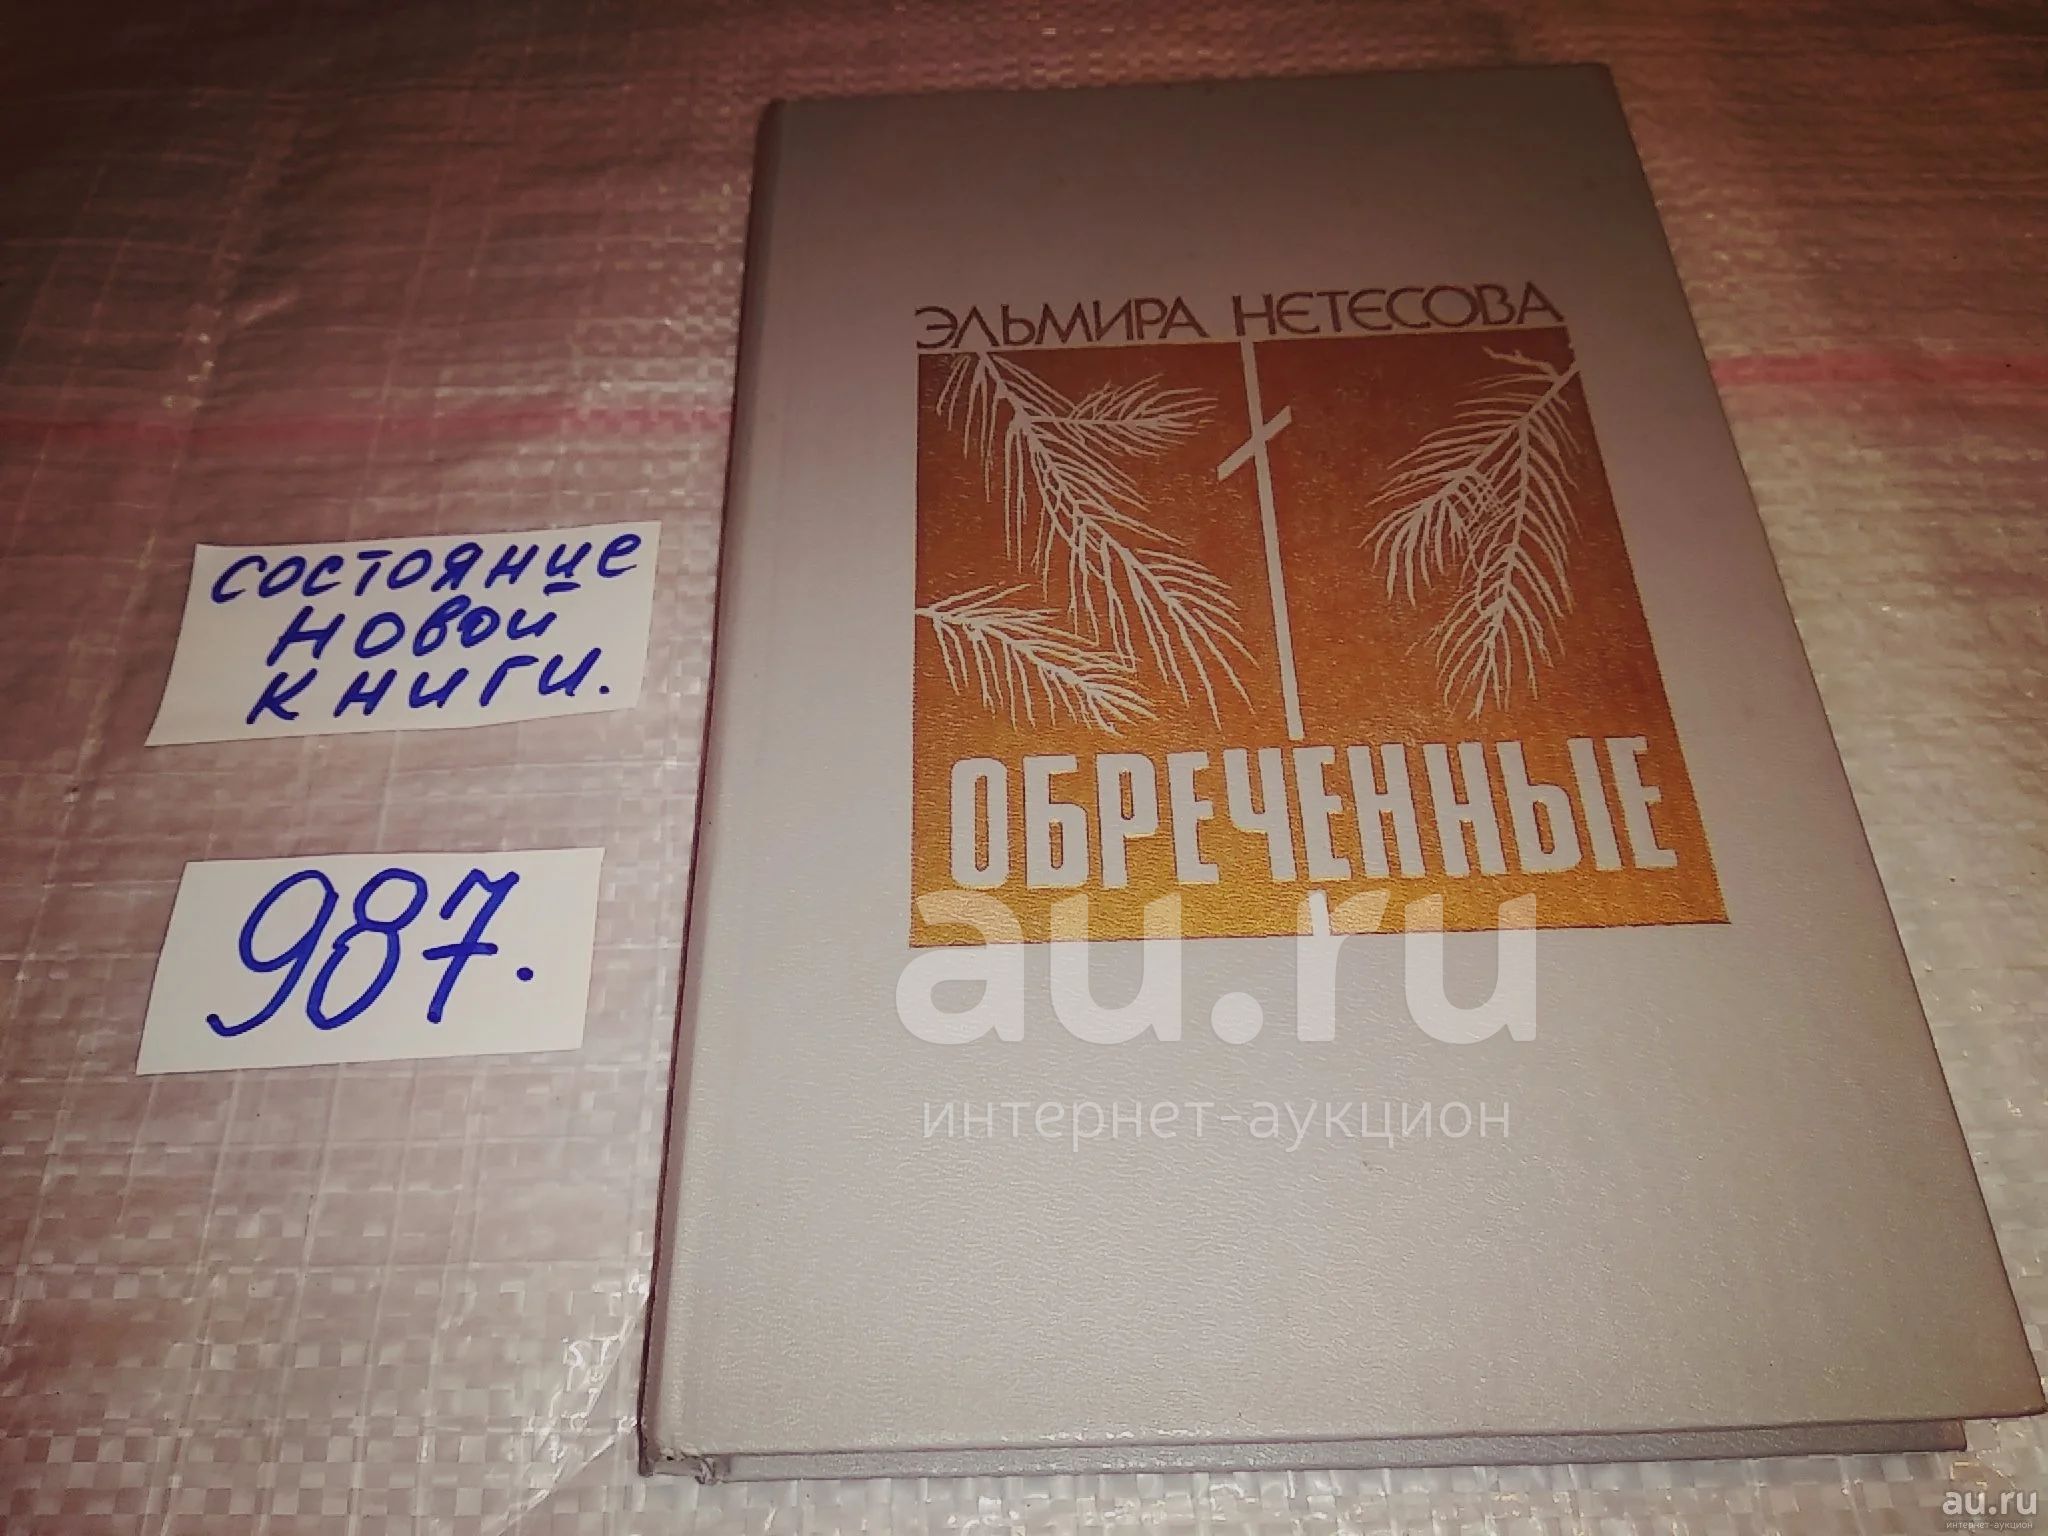 ЭЛЬМИРА НЕТЕСОВА
ОБРЕЧЕННЫЕ
состояние
новой
книги.
987.
au.ru
интернет-аукцион
au.ru
интернет-аукцион